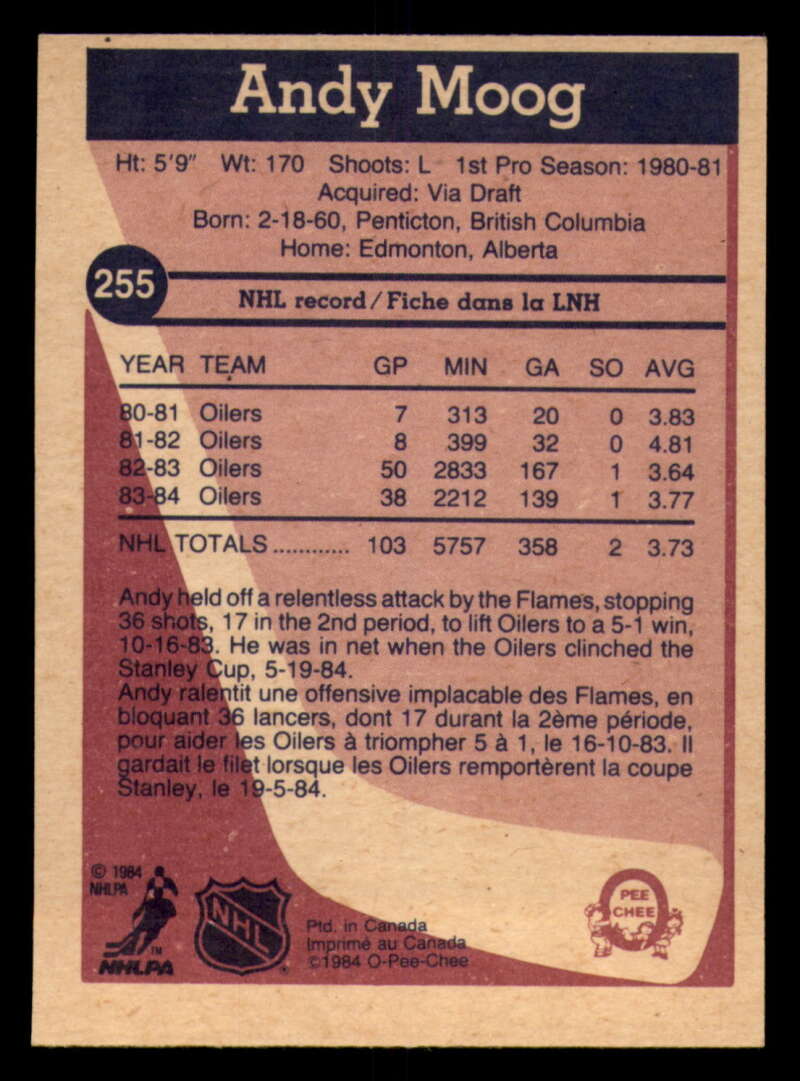 Andy Moog
Ht: 5'9" Wt: 170 Shoots: L 1st Pro Season: 1980-81
Acquired: Via Draft
Born: 2-18-60, Penticton, British Columbia
Home: Edmonton, Alberta
255
NHL record/Fiche dans la LNH
YEAR TEAM GP MIN GA SO AVG
80-81 Oilers 7 313 20 0 3.83
81-82 Oilers 8 399 32 0 4.81
82-83 Oilers 50 2833 167 1 3.64
83-84 Oilers 38 2212 139 1 3.77
NHL TOTALS ............ 103 5757 358 2 3.73
Andy held off a relentless attack by the Flames, stopping
36 shots, 17 in the 2nd period, to lift Oilers to a 5-1 win,
10-16-83. He was in net when the Oilers clinched the
Stanley Cup, 5-19-84.
Andy ralentit une offensive implacable des Flames, en
bloquant 36 lancers, dont 17 durant la 2ème période,
pour aider les Oilers à triompher 5 à 1, le 16-10-83. Il
gardait le filet lorsque les Oilers remportèrent la coupe
Stanley, le 19-5-84.
© 1984
NHLPA
TM
NHLPA
NHL
Ptd. in Canada
Imprimé au Canada
©1984 O-Pee-Chee
PEE
CHEE